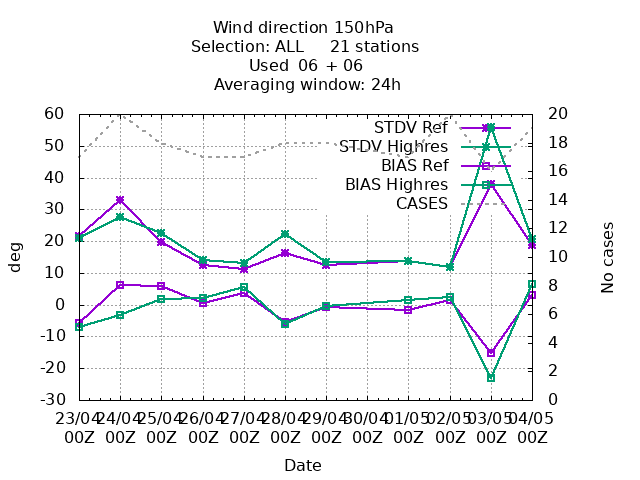 Wind direction 150hPa
Selection: ALL 21 stations
Used 06 + 06
Averaging window: 24h
60
50
40
30
20
10
0
-10
-20
-30
deg
20
18
16
14
12
10
8
6
4
2
0
No cases
STDV Ref
STDV Highres
BIAS Ref
BIAS Highres
CASES
23/04 24/04 25/04 26/04 27/04 28/04 29/04 30/04 01/05 02/05 03/05 04/05
00Z 00Z 00Z 00Z 00Z 00Z 00Z 00Z 00Z 00Z 00Z 00Z
Date